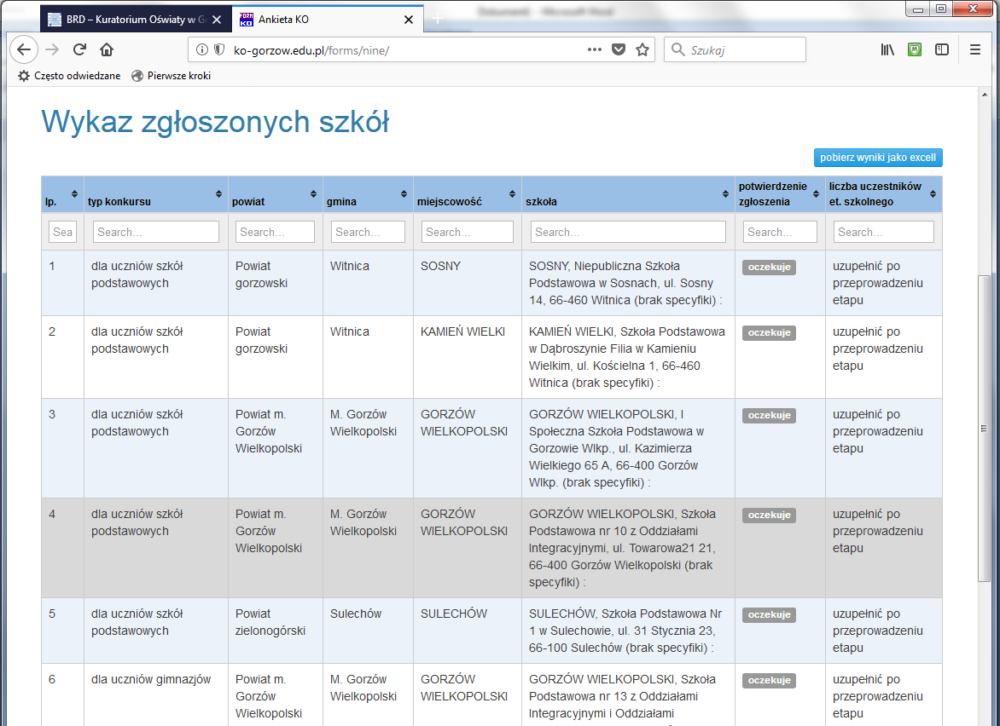 Dokument1 - Microsoft Word
BRD – Kuratorium Oświaty w G
Ankieta KO
ko-gorzow.edu.pl/forms/nine/
Szukaj
Często odwiedzane
Pierwsze kroki
Wykaz zgłoszonych szkół
pobierz wyniki jako excell
lp.
typ konkursu
powiat
gmina
miejscowość
szkoła
potwierdzenie
zgłoszenia
liczba uczestników
et. szkolnego
Sea
Search...
Search...
Search...
Search...
Search...
Search...
Search...
1
dla uczniów szkół
podstawowych
Powiat
gorzowski
Witnica
SOSNY
SOSNY, Niepubliczna Szkoła
Podstawowa w Sosnach, ul. Sosny
14, 66-460 Witnica (brak specyfiki) :
oczekuje
uzupełnić po
przeprowadzeniu
etapu
2
dla uczniów szkół
podstawowych
Powiat
gorzowski
Witnica
KAMIEŃ WIELKI
KAMIEŃ WIELKI, Szkoła Podstawowa
w Dąbroszynie Filia w Kamieniu
Wielkim, ul. Kościelna 1, 66-460
Witnica (brak specyfiki) :
oczekuje
uzupełnić po
przeprowadzeniu
etapu
3
dla uczniów szkół
podstawowych
Powiat m.
Gorzów
Wielkopolski
M. Gorzów
Wielkopolski
GORZÓW
WIELKOPOLSKI
GORZÓW WIELKOPOLSKI, I
Społeczna Szkoła Podstawowa w
Gorzowie Wlkp., ul. Kazimierza
Wielkiego 65 A, 66-400 Gorzów
Wlkp. (brak specyfiki) :
oczekuje
uzupełnić po
przeprowadzeniu
etapu
4
dla uczniów szkół
podstawowych
Powiat m.
Gorzów
Wielkopolski
M. Gorzów
Wielkopolski
GORZÓW
WIELKOPOLSKI
GORZÓW WIELKOPOLSKI, Szkoła
Podstawowa nr 10 z Oddziałami
Integracyjnymi, ul. Towarowa21 21,
66-400 Gorzów Wielkopolski (brak
specyfiki) :
oczekuje
uzupełnić po
przeprowadzeniu
etapu
5
dla uczniów szkół
podstawowych
Powiat
zielonogórski
Sulechów
SULECHÓW
SULECHÓW, Szkoła Podstawowa Nr
1 w Sulechowie, ul. 31 Stycznia 23,
66-100 Sulechów (brak specyfiki) :
oczekuje
uzupełnić po
przeprowadzeniu
etapu
6
dla uczniów gimnazjów
Powiat m.
Gorzów
Wielkopolski
M. Gorzów
Wielkopolski
GORZÓW
WIELKOPOLSKI
GORZÓW WIELKOPOLSKI, Szkoła
Podstawowa nr 13 z Oddziałami
Integracyjnymi i Oddziałami
oczekuje
uzupełnić po
przeprowadzeniu
etapu